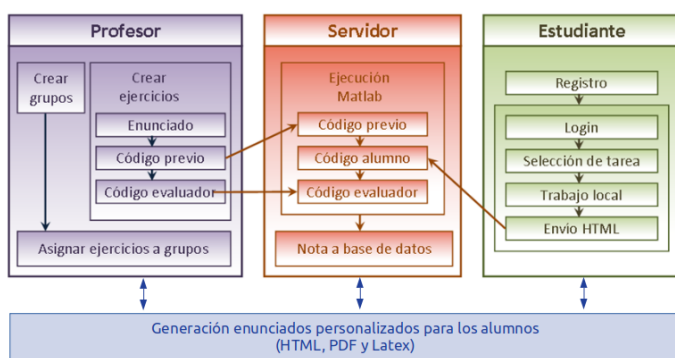 Profesor
Crear
grupos
Crear
ejercicios
Enunciado
Código previo
Código evaluador
Asignar ejercicios a grupos
Servidor
Ejecución
Matlab
Código previo
Código alumno
Código evaluador
Nota a base de datos
Estudiante
Registro
Login
Selección de tarea
Trabajo local
Envío HTML
Generación enunciados personalizados para los alumnos
(HTML, PDF y Latex)